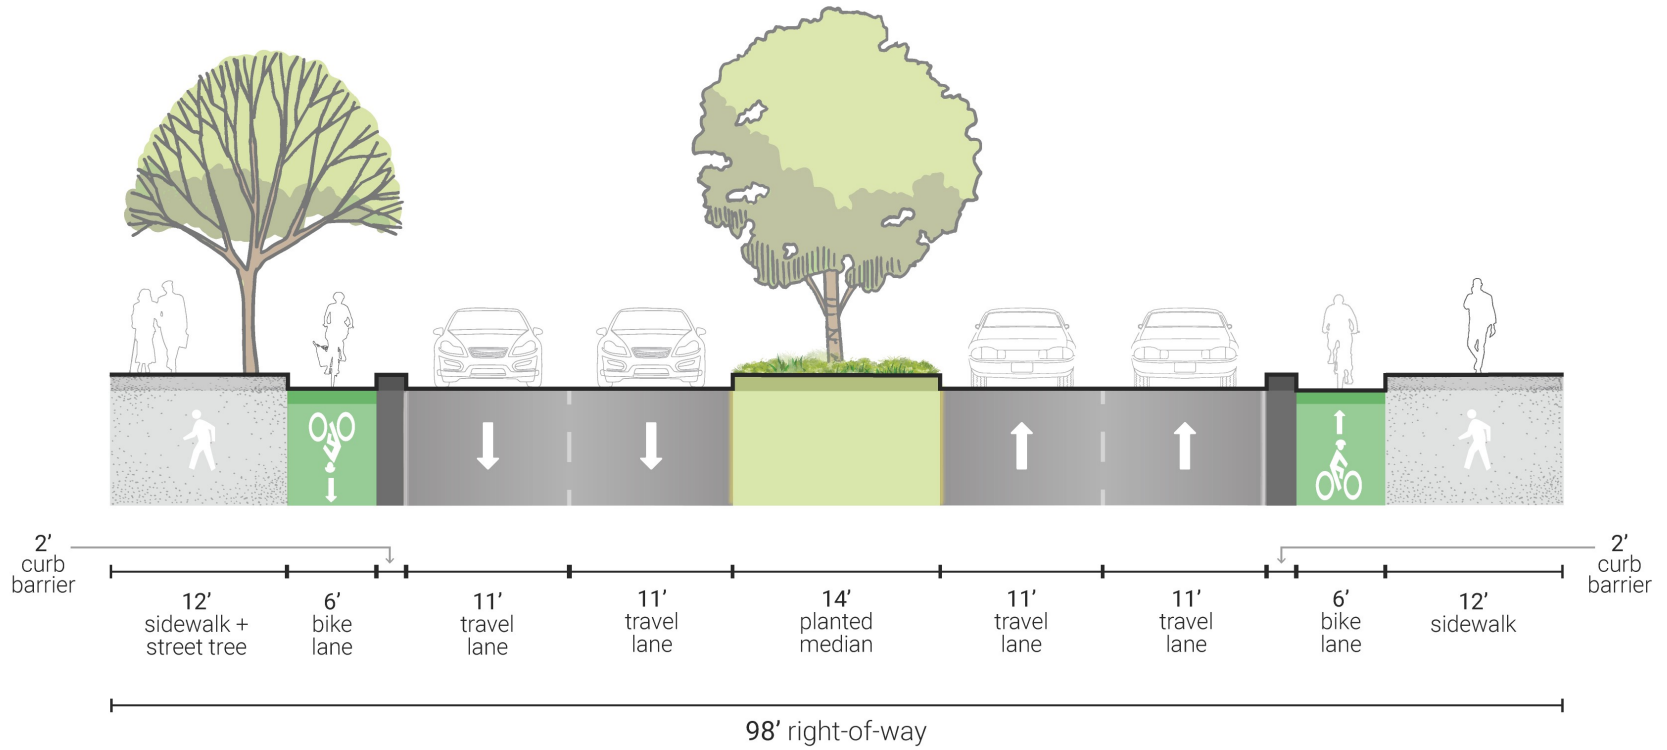 2’
curb
barrier
12’
sidewalk +
street tree
6’
bike
lane
11’
travel
lane
11’
travel
lane
14’
planted
median
11’
travel
lane
11’
travel
lane
6’
bike
lane
12’
sidewalk
2’
curb
barrier
98’ right-of-way